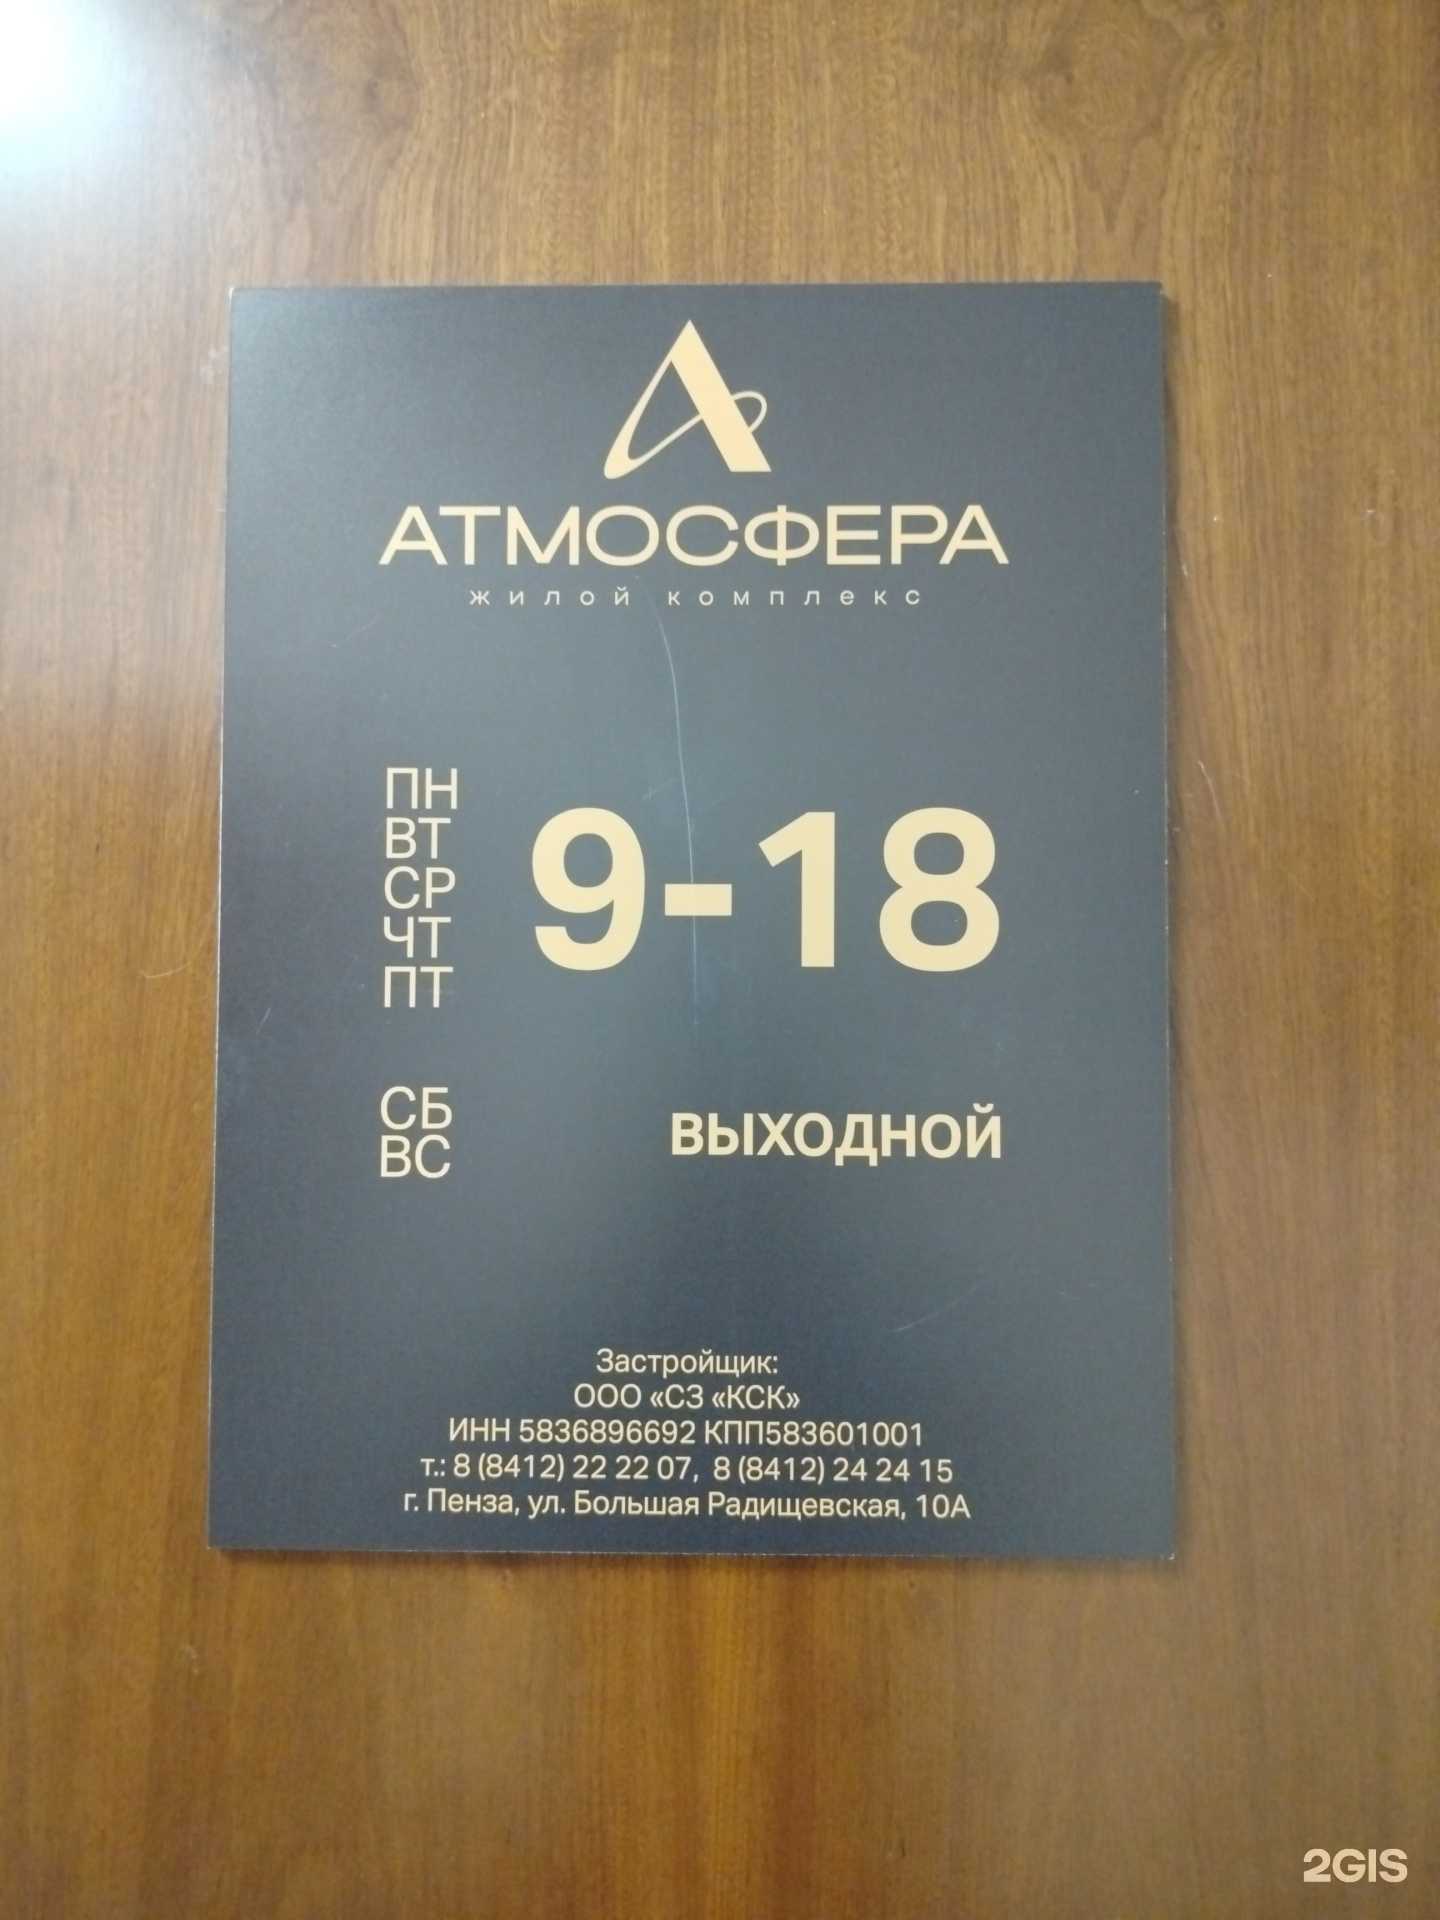 АТМОСФЕРА
жилой комплекс
ПН
ВТ
СР
ЧТ
ПТ
9-18
СБ
ВС
ВЫХОДНОЙ
Застройщик:
ООО «СЗ «КСК»
ИНН 5836896692 КПП583601001
т.: 8 (8412) 22 22 07, 8 (8412) 24 24 15
г. Пенза, ул. Большая Радищевская, 10А
2GIS